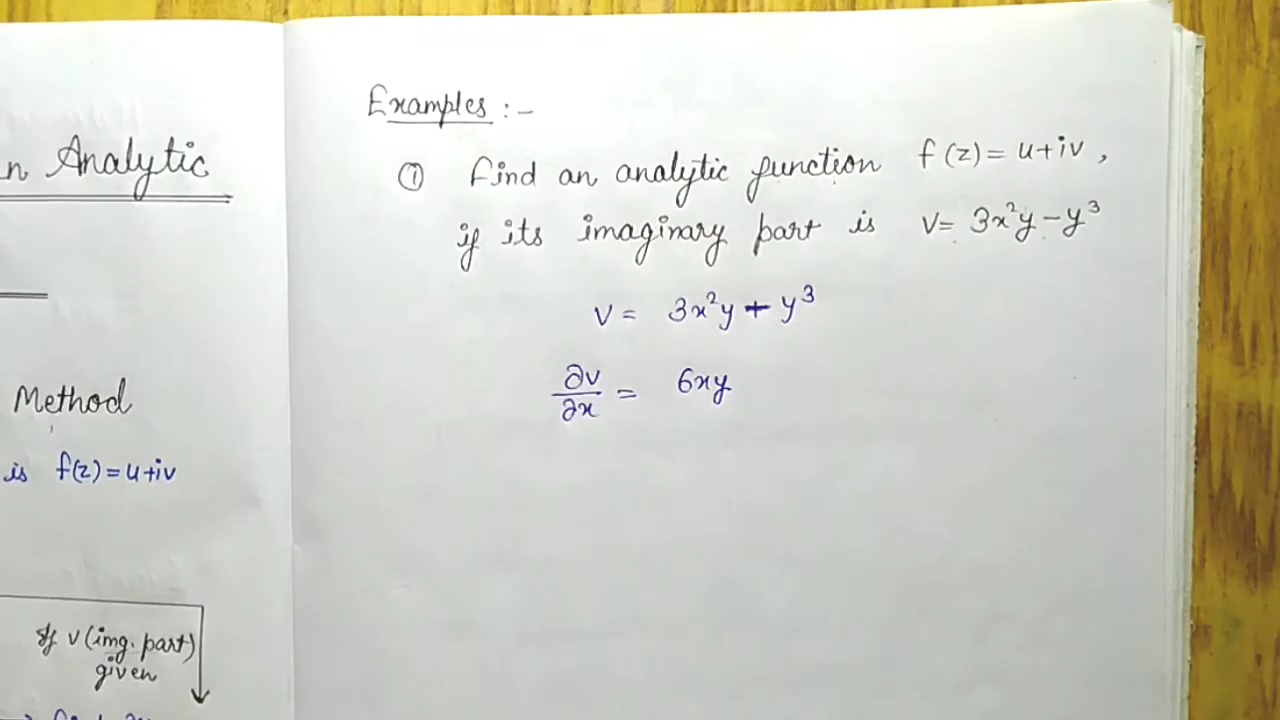 n Analytic
Method
is f(z)=u+iv
If v (img. part)
given
Examples :-
① Find an analytic function f(z)= u+iv,
if its imaginary part is v= 3x²y-y³
v= 3x²y+y³
∂v/∂x = 6xy